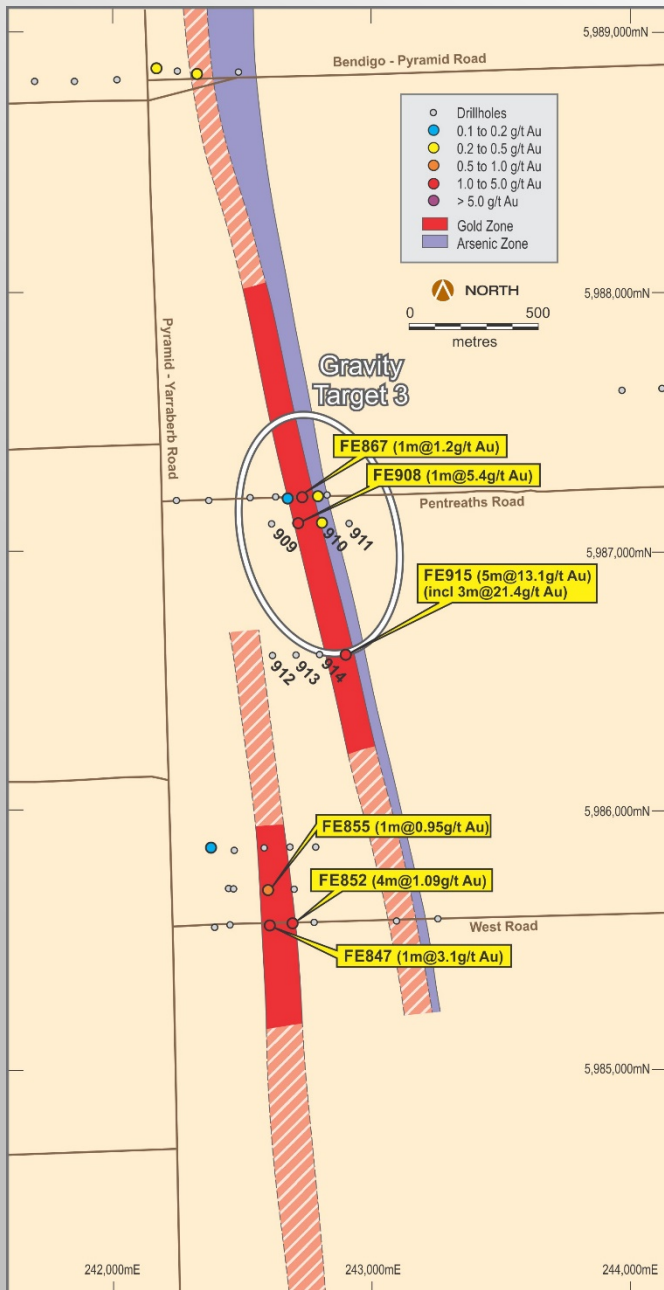 5,989,000mN
Bendigo - Pyramid Road
Drillholes
0.1 to 0.2 g/t Au
0.2 to 0.5 g/t Au
0.5 to 1.0 g/t Au
1.0 to 5.0 g/t Au
> 5.0 g/t Au
Gold Zone
Arsenic Zone
NORTH
0 500
metres
5,988,000mN
Pyramid - Yarraberb Road
Gravity
Target 3
FE867 (1m@1.2g/t Au)
FE908 (1m@5.4g/t Au)
Pentreaths Road
909
910
911
5,987,000mN
FE915 (5m@13.1g/t Au)
(incl 3m@21.4g/t Au)
912
913
914
5,986,000mN
FE855 (1m@0.95g/t Au)
FE852 (4m@1.09g/t Au)
West Road
FE847 (1m@3.1g/t Au)
5,985,000mN
242,000mE
243,000mE
244,000mE